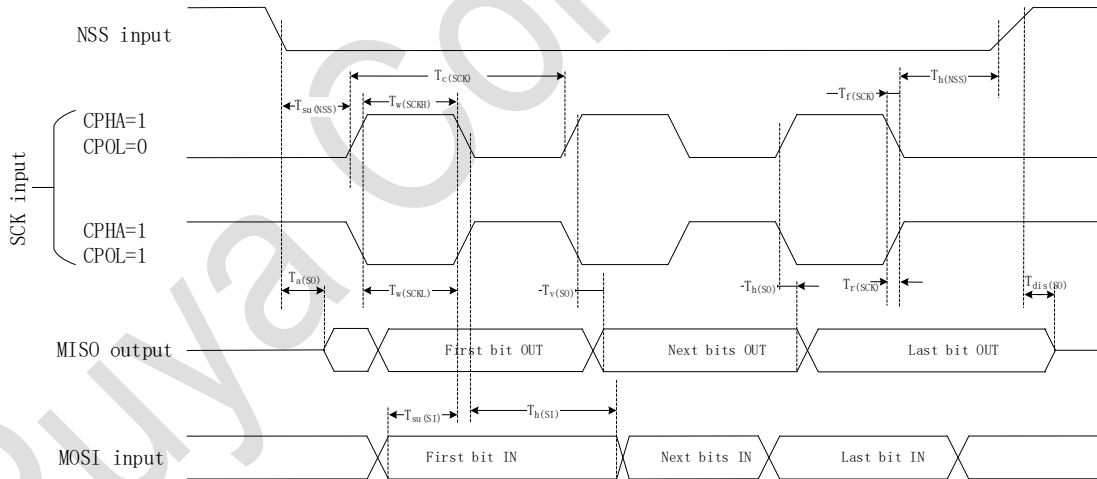 NSS input
Tc(SCK)
Tsu(NSS)
Tw(SCKH)
Tf(SCK)
Th(NSS)
CPHA=1
CPOL=0
SCK input
CPHA=1
CPOL=1
Ta(SO)
Tw(SCKL)
Tv(SO)
Th(SO)
Tr(SCK)
Tdis(SO)
MISO output
First bit OUT
Next bits OUT
Last bit OUT
Tsu(SI)
Th(SI)
MOSI input
First bit IN
Next bits IN
Last bit IN
Puya Con